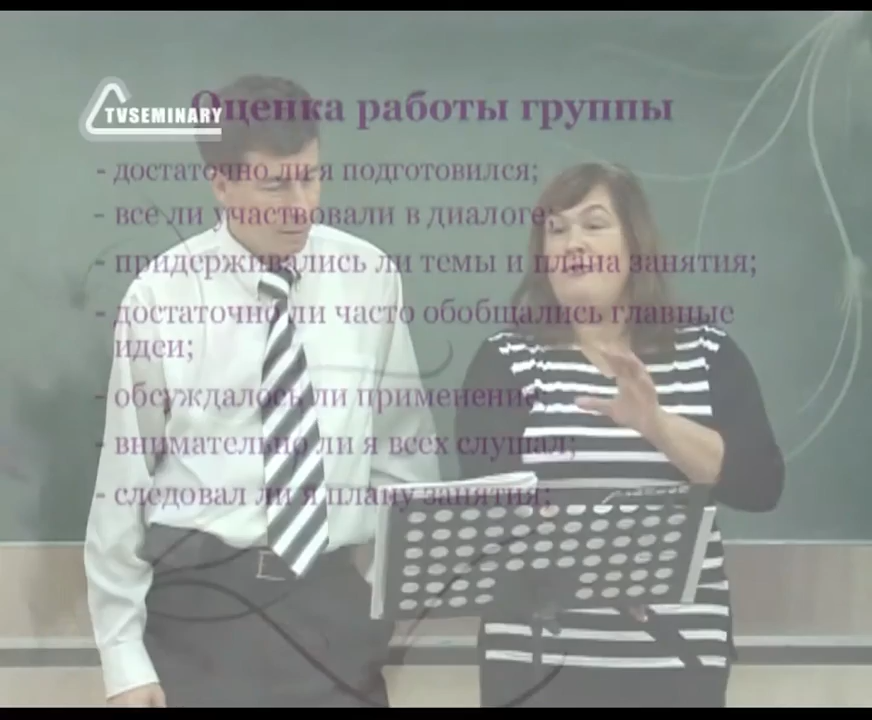 TVSEMINARY
Оценка работы группы
- достаточно ли я подготовился;
- все ли участвовали в диалоге;
- придерживались ли темы и плана занятия;
- достаточно ли часто обобщались главные
идеи;
- обсуждалось ли применение;
- внимательно ли я всех слушал;
- следовал ли я плану занятия;